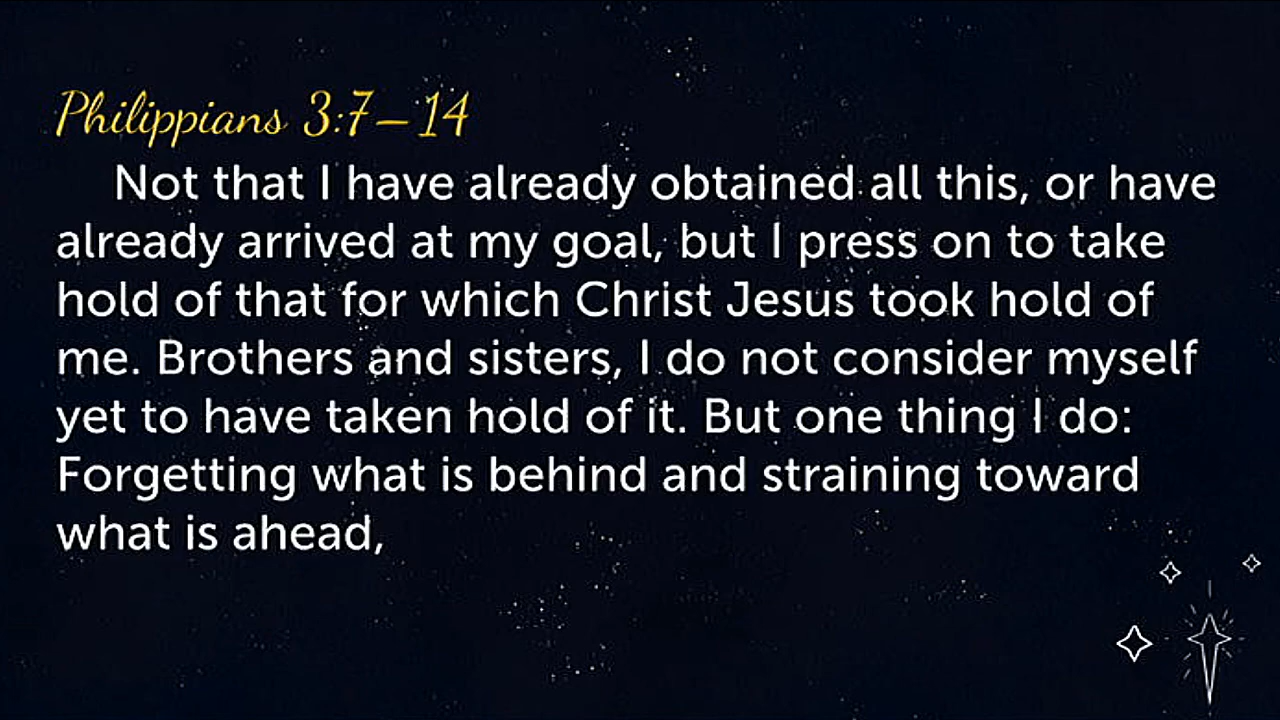 Philippians 3:7–14
Not that I have already obtained all this, or have
already arrived at my goal, but I press on to take
hold of that for which Christ Jesus took hold of
me. Brothers and sisters, I do not consider myself
yet to have taken hold of it. But one thing I do:
Forgetting what is behind and straining toward
what is ahead,